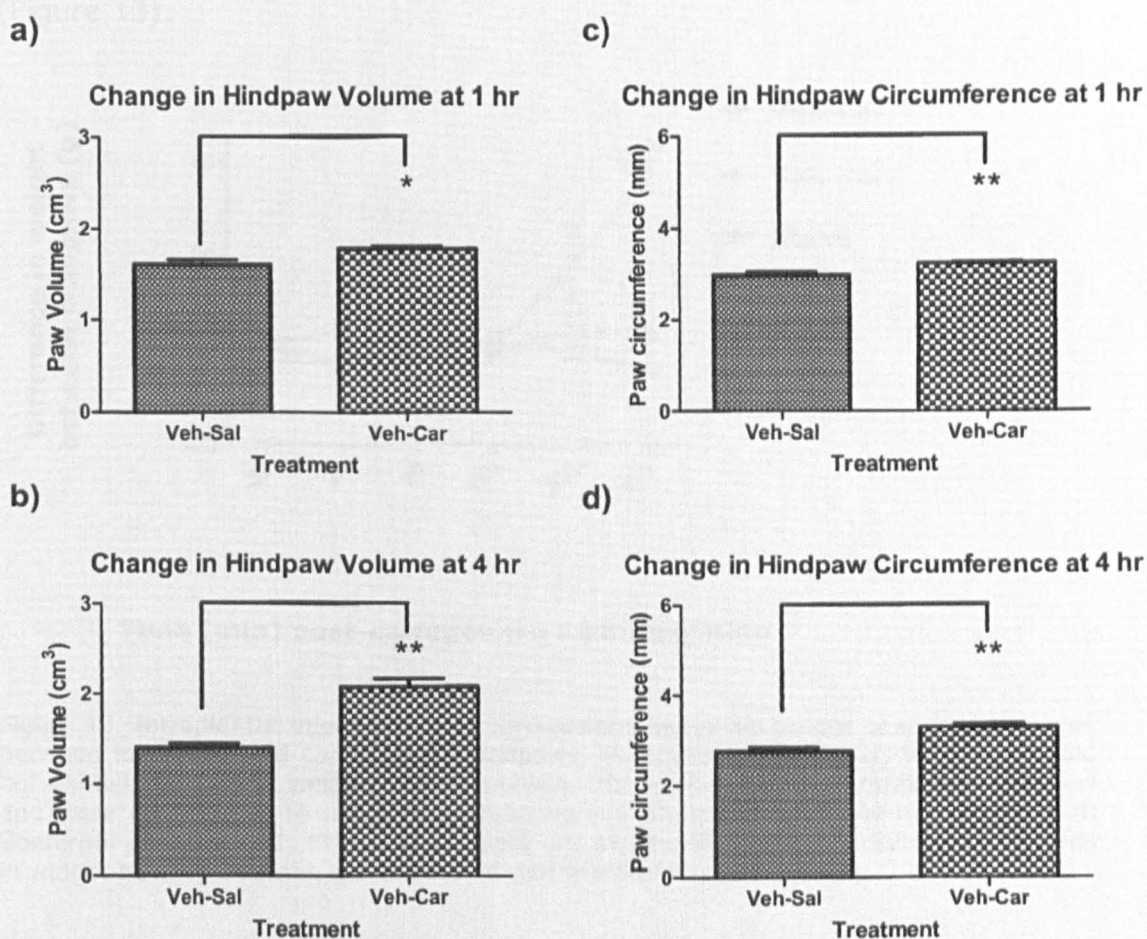 a)
Change in Hindpaw Volume at 1 hr
Paw Volume (cm³)
3
2
1
0
*
Veh-Sal Veh-Car
Treatment
c)
Change in Hindpaw Circumference at 1 hr
Paw circumference (mm)
6
4
2
0
**
Veh-Sal Veh-Car
Treatment
b)
Change in Hindpaw Volume at 4 hr
Paw Volume (cm³)
3
2
1
0
**
Veh-Sal Veh-Car
Treatment
d)
Change in Hindpaw Circumference at 4 hr
Paw circumference (mm)
6
4
2
0
**
Veh-Sal Veh-Car
Treatment